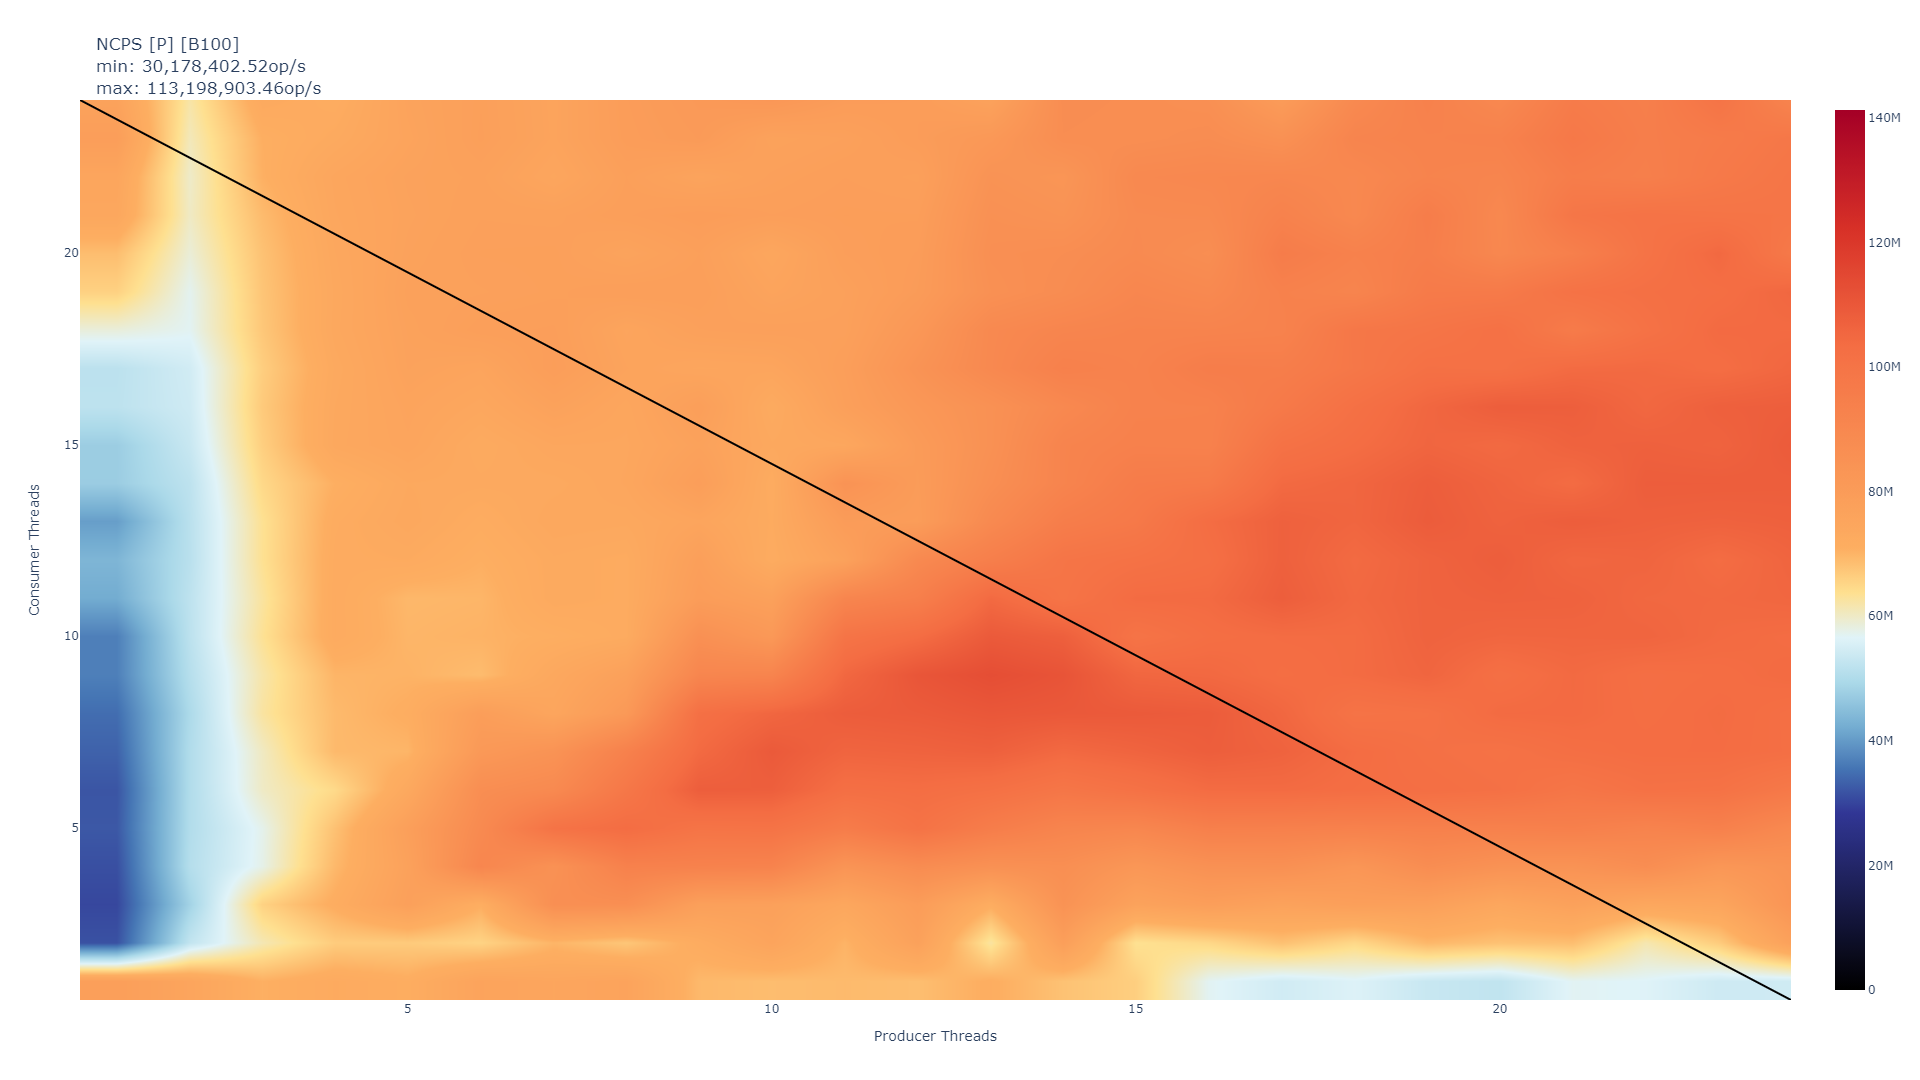 NCPS [P] [B100]
min: 30,178,402.52op/s
max: 113,198,903.46op/s
140M
120M
100M
80M
60M
40M
20M
0
Consumer Threads
20
15
10
5
5
10
15
20
Producer Threads